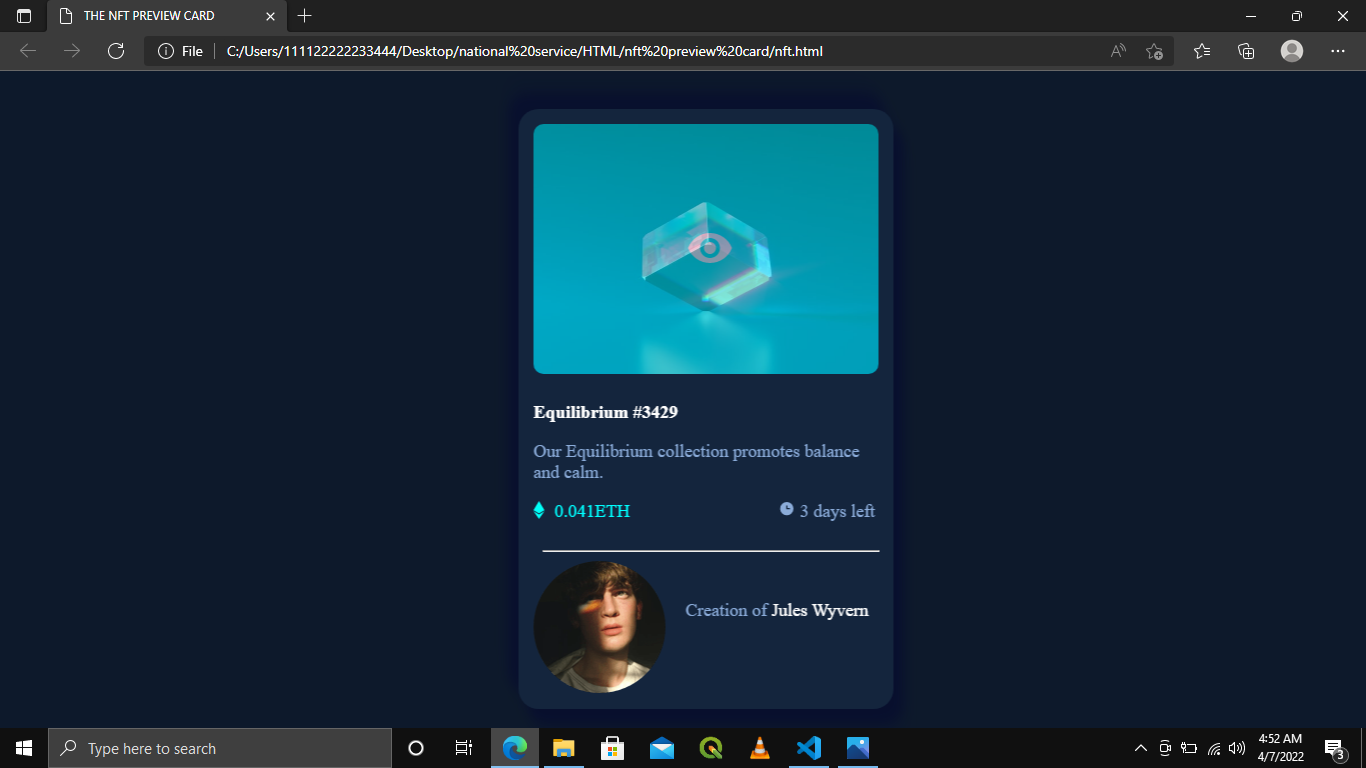 THE NFT PREVIEW CARD
File
C:/Users/111122222233444/Desktop/national%20service/HTML/nft%20preview%20card/nft.html
Equilibrium #3429
Our Equilibrium collection promotes balance
and calm.
0.041ETH
3 days left
Creation of Jules Wyvern
Type here to search
4:52 AM
4/7/2022
3